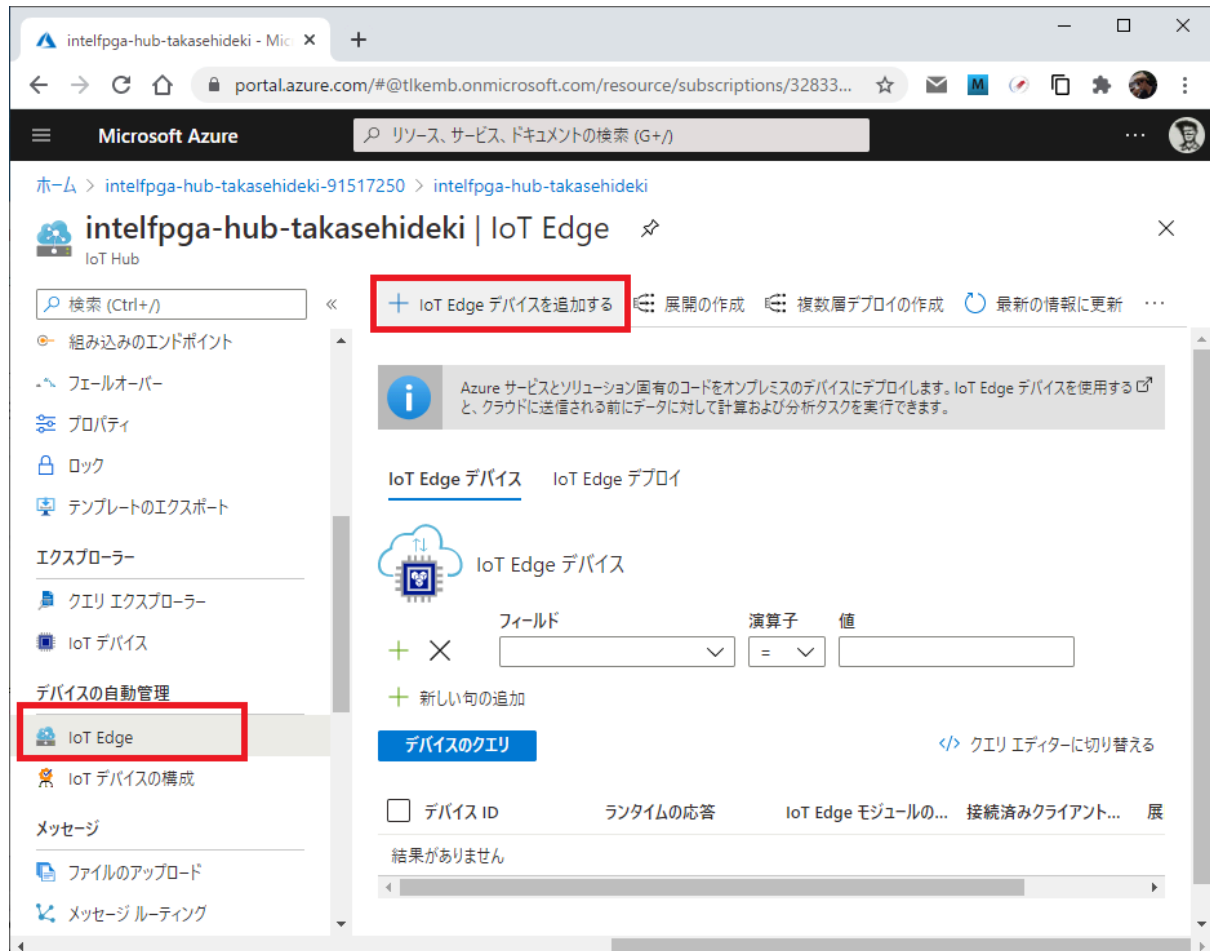 intelfpga-hub-takasehideki - Mic
portal.azure.com/#@tlkemb.onmicrosoft.com/resource/subscriptions/32833...
M
Microsoft Azure
リソース、サービス、ドキュメントの検索 (G+/)
ホーム > intelfpga-hub-takasehideki-91517250 > intelfpga-hub-takasehideki
intelfpga-hub-takasehideki | IoT Edge
IoT Hub
検索 (Ctrl+/)
«
組み込みのエンドポイント
フェールオーバー
プロパティ
ロック
テンプレートのエクスポート
エクスプローラー
クエリ エクスプローラー
IoT デバイス
デバイスの自動管理
IoT Edge
IoT デバイスの構成
メッセージ
ファイルのアップロード
メッセージ ルーティング
+ IoT Edge デバイスを追加する 展開の作成 複数層デプロイの作成 最新の情報に更新 ...
Azure サービスとソリューション固有のコードをオンプレミスのデバイスにデプロイします。IoT Edge デバイスを使用する
と、クラウドに送信される前にデータに対して計算および分析タスクを実行できます。
IoT Edge デバイス IoT Edge デプロイ
IoT Edge デバイス
フィールド 演算子 値
=
+ 新しい句の追加
デバイスのクエリ </> クエリ エディターに切り替える
デバイス ID ランタイムの応答 IoT Edge モジュールの... 接続済みクライアント... 展
結果がありません